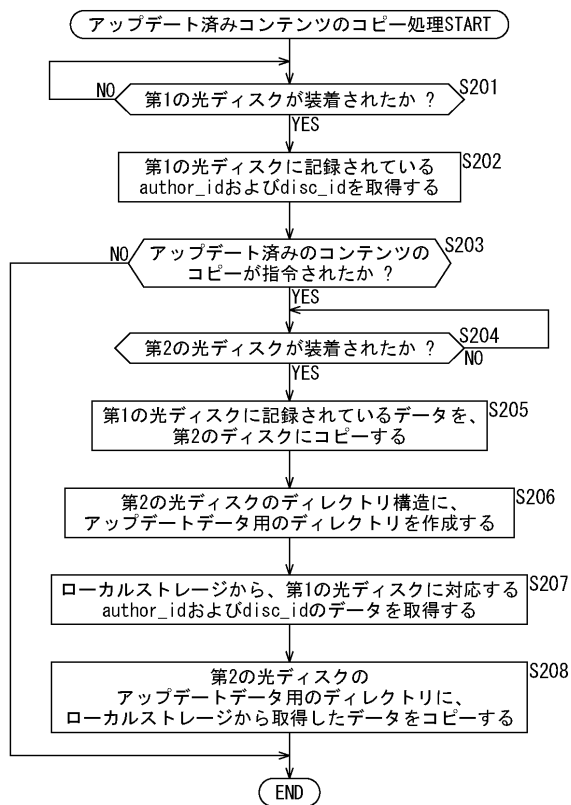 アップデート済みコンテンツのコピー処理START
NO
第1の光ディスクが装着されたか ?
S201
YES
第1の光ディスクに記録されている
author_idおよびdisc_idを取得する
S202
NO
アップデート済みのコンテンツの
コピーが指令されたか ?
S203
YES
第2の光ディスクが装着されたか ?
S204
NO
YES
第1の光ディスクに記録されているデータを、
第2のディスクにコピーする
S205
第2の光ディスクのディレクトリ構造に、
アップデートデータ用のディレクトリを作成する
S206
ローカルストレージから、第1の光ディスクに対応する
author_idおよびdisc_idのデータを取得する
S207
第2の光ディスクの
アップデートデータ用のディレクトリに、
ローカルストレージから取得したデータをコピーする
S208
END